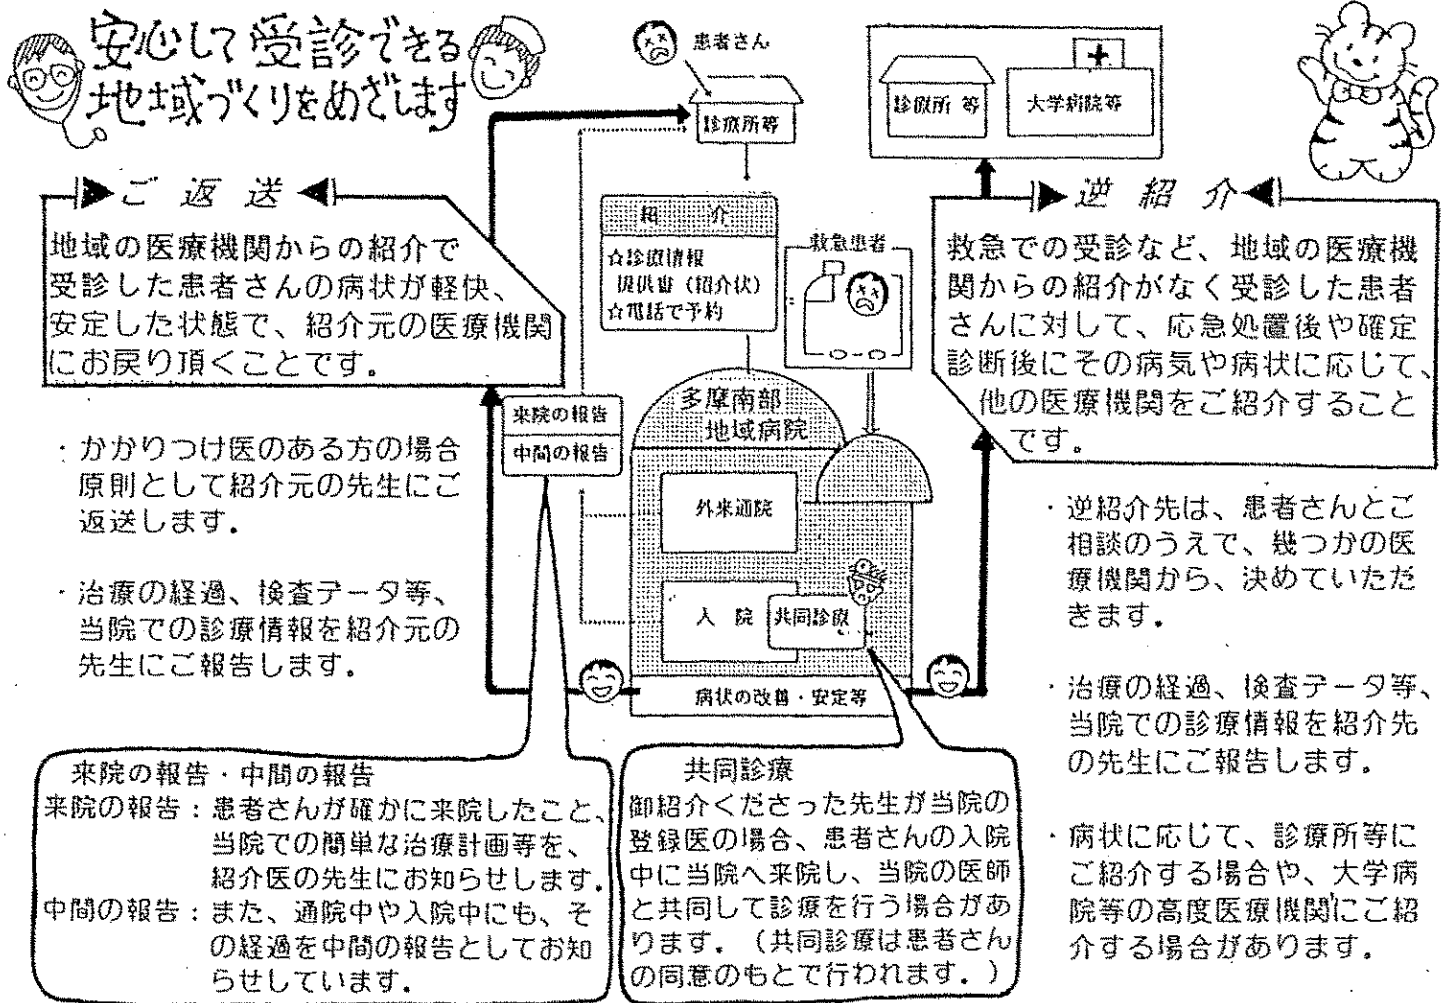 安心して受診できる
地域づくりをめざします
患者さん
診療所等
診療所 等
大学病院等
ご 返 送
地域の医療機関からの紹介で
受診した患者さんの病状が軽快、
安定した状態で、紹介元の医療機関
にお戻り頂くことです。
・かかりつけ医のある方の場合
原則として紹介元の先生にご
返送します.
・治療の経過、検査データ等、
当院での診療情報を紹介元の
先生にご報告します.
紹 介
☆診療情報
提供書（紹介状）
☆電話で予約
救急患者
来院の報告
中間の報告
多摩南部
地域病院
外来通院
入 院
共同診療
病状の改善・安定等
逆 紹 介
救急での受診など、地域の医療機
関からの紹介がなく受診した患者
さんに対して、応急処置後や確定
診断後にその病気や病状に応じて、
他の医療機関をご紹介すること
です。
・逆紹介先は、患者さんとご
相談のうえで、幾つかの医
療機関から、決めていただ
きます.
・治療の経過、検査データ等、
当院での診療情報を紹介先
の先生にご報告します.
・病状に応じて、診療所等に
ご紹介する場合や、大学病
院等の高度医療機関にご紹
介する場合があります.
来院の報告・中間の報告
来院の報告：患者さんが確かに来院したこと、
当院での簡単な治療計画等を、
紹介医の先生にお知らせします.
中間の報告：また、通院中や入院中にも、そ
の経過を中間の報告としてお知
らせしています.
共同診療
御紹介くださった先生が当院の
登録医の場合、患者さんの入院
中に当院へ来院し、当院の医師
と共同して診療を行う場合があ
ります.（共同診療は患者さん
の同意のもとで行われます.）